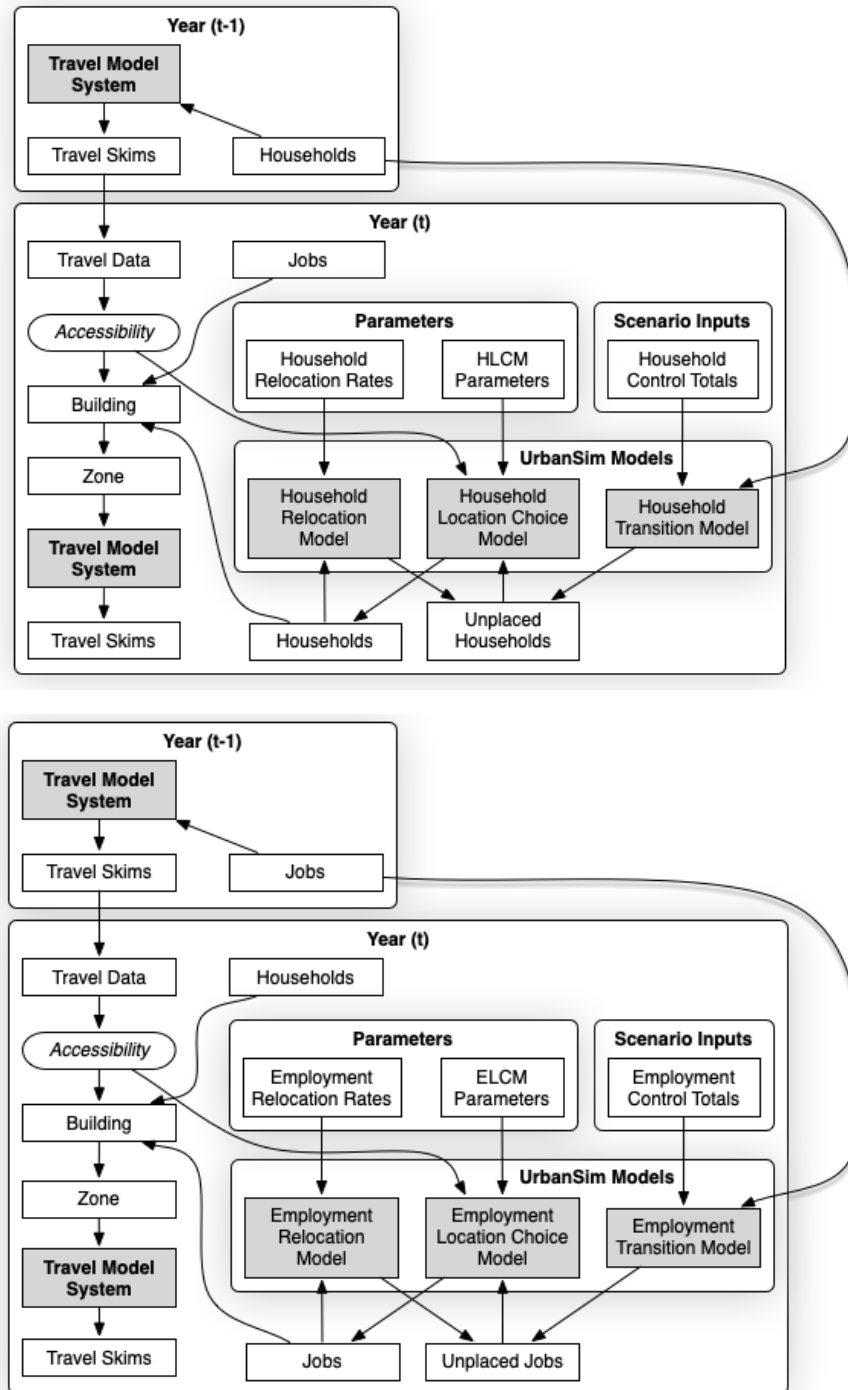 Year (t-1)
Travel Model
System
Travel Skims
Households
Year (t)
Travel Data
Jobs
Accessibility
Parameters
Scenario Inputs
Household
Relocation Rates
HLCM
Parameters
Household
Control Totals
Building
UrbanSim Models
Zone
Household
Relocation
Model
Household
Location Choice
Model
Household
Transition Model
Travel Model
System
Travel Skims
Households
Unplaced
Households
Year (t-1)
Travel Model
System
Travel Skims
Jobs
Year (t)
Travel Data
Households
Accessibility
Parameters
Scenario Inputs
Employment
Relocation Rates
ELCM
Parameters
Employment
Control Totals
Building
UrbanSim Models
Zone
Employment
Relocation
Model
Employment
Location Choice
Model
Employment
Transition Model
Travel Model
System
Travel Skims
Jobs
Unplaced Jobs